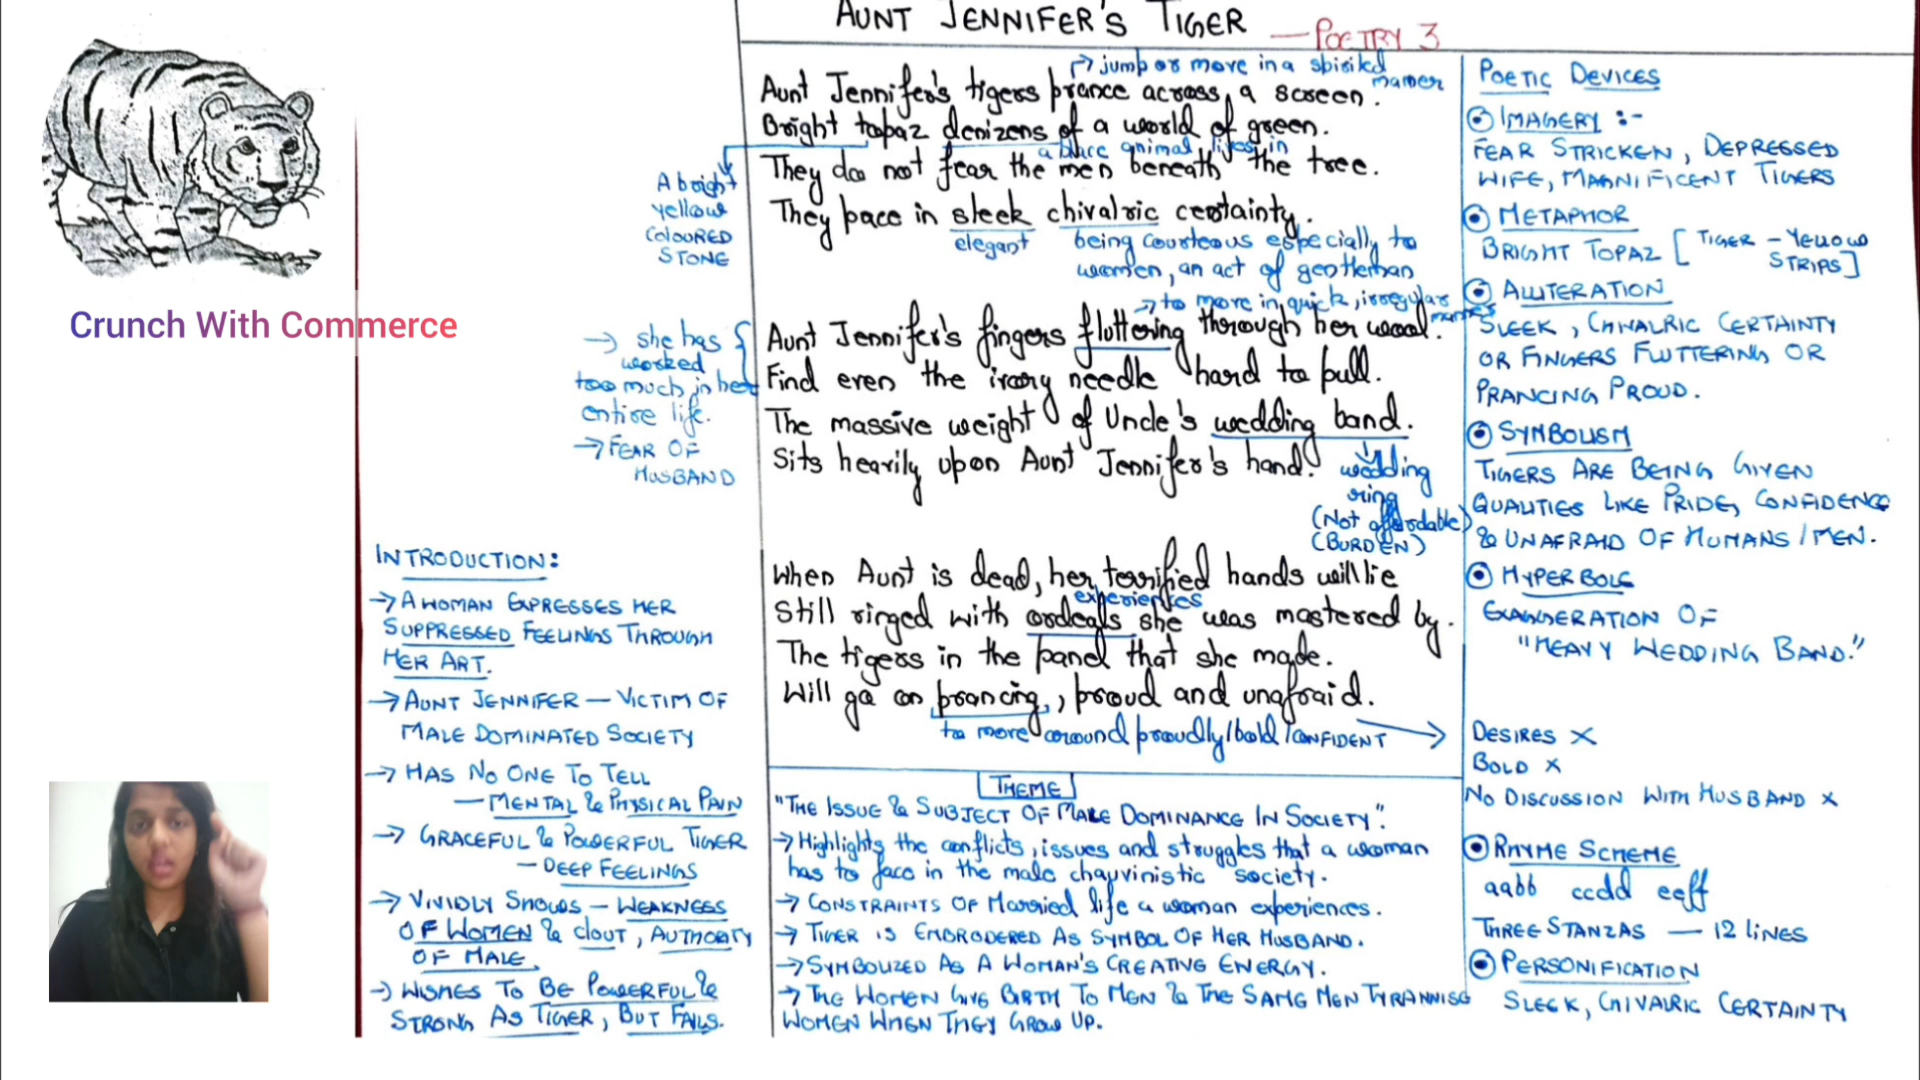 AUNT JENNIFER'S TIGER — POETRY 3
Crunch With Commerce
A bright
yellow
COLOURED
STONE
→ she has
worked
too much in her
entire life.
→ FEAR OF
HUSBAND
INTRODUCTION:
→ A WOMAN EXPRESSES HER
SUPPRESSED FEELINGS THROUGH
HER ART.
→ AUNT JENNIFER — VICTIM OF
MALE DOMINATED SOCIETY
→ HAS NO ONE TO TELL
— MENTAL & PHYSICAL PAIN
→ GRACEFUL & POWERFUL TIGER
— DEEP FEELINGS
→ VIVIDLY SHOWS — WEAKNESS
OF WOMEN & CLOUT, AUTHORITY
OF MALE.
→ WISHES TO BE POWERFUL &
STRONG AS TIGER, BUT FAILS.
→ jump or move in a
manner
Aunt Jennifer's tigers prance across, a screen.
Bright topaz denizens of a world of green.
a place animal lives in
They do not fear the men beneath the tree.
They pace in sleek chivalric certainty.
elegant being courteous especially to
women, an act of gentleman
→ to more in quick, irregular
manner
Aunt Jennifer's fingers fluttering through her wool.
Find even the ivory needle hard to pull.
The massive weight of Uncle's wedding band.
Sits heavily upon Aunt Jennifer's hand.
wedding
ring
(Not affordable)
(BURDEN)
When Aunt is dead, her terrified hands will lie
experiences
Still ringed with ordeals she was mastered by.
The tigers in the panel that she made.
Will go on prancing, proud and unafraid.
to more around proudly/bold/CONFIDENT →
THEME
"THE ISSUE & SUBJECT OF MALE DOMINANCE IN SOCIETY".
→ Highlights the conflicts, issues and struggles that a woman
has to face in the male chauvinistic society.
→ CONSTRAINTS OF Married life a woman experiences.
→ TIGER IS EMBRODERED AS SYMBOL OF HER HUSBAND.
→ SYMBOLIZED AS A WOMAN'S CREATIVE ENERGY.
→ THE WOMEN GIVE BIRTH TO MEN & THE SAME MEN TYRANNISE
WOMEN WHEN THEY GROW UP.
POETIC DEVICES
IMAGERY :-
FEAR STRICKEN, DEPRESSED
WIFE, MAGNIFICENT TIGERS
METAPHOR
BRIGHT TOPAZ [TIGER - YELLOW
STRIPS]
ALLITERATION
SLEEK, CHIVALRIC CERTAINTY
OR FINGERS FLUTTERING OR
PRANCING PROUD.
SYMBOLISM
TIGERS ARE BEING GIVEN
QUALITIES LIKE PRIDE, CONFIDENCE
& UNAFRAID OF HUMANS / MEN.
HYPERBOLE
EXAGGERATION OF
"HEAVY WEDDING BAND."
DESIRES X
BOLD X
NO DISCUSSION WITH HUSBAND X
RHYME SCHEME
aabb ccdd eeff
THREE STANZAS — 12 LINES
PERSONIFICATION
SLEEK, CHIVALRIC CERTAINTY